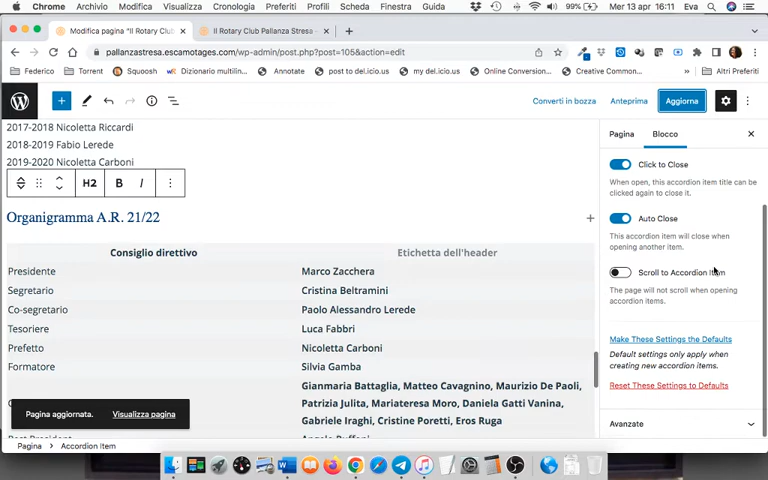 Chrome Archivio Modifica Visualizza Cronologia Preferiti Profili Scheda Finestra Guida 99% Mer 13 apr 16:11 Eva
Modifica pagina "Il Rotary Clu Il Rotary Club Pallanza Stresa -
pallanzastresa.escamotages.com/wp-admin/post.php?post=105&action=edit
Federico Torrent Squoosh Dizionario multilin... Annotate post to del.icio.us my del.icio.us Online Conversion... Creative Commons... » Altri Preferiti
Converti in bozza Anteprima Aggiorna
2017-2018 Nicoletta Riccardi
2018-2019 Fabio Lerede
2019-2020 Nicoletta Carboni
H2 B I
Organigramma A.R. 21/22
Consiglio direttivo Etichetta dell'header
Presidente Marco Zacchera
Segretario Cristina Beltramini
Co-segretario Paolo Alessandro Lerede
Tesoriere Luca Fabbri
Prefetto Nicoletta Carboni
Formatore Silvia Gamba
Gianmaria Battaglia, Matteo Cavagnino, Maurizio De Paoli,
Patrizia Julita, Mariateresa Moro, Daniela Gatti Vanina,
Gabriele Iraghi, Cristine Poretti, Eros Ruga
Pagina aggiornata. Visualizza pagina
Pagina > Accordion Item
Pagina Blocco
Click to Close
When open, this accordion item title can be
clicked again to close it.
Auto Close
This accordion item will close when
opening another item.
Scroll to Accordion Item
The page will not scroll when opening
accordion items.
Make These Settings the Defaults
Default settings only apply when
creating new accordion items.
Reset These Settings to Defaults
Avanzate